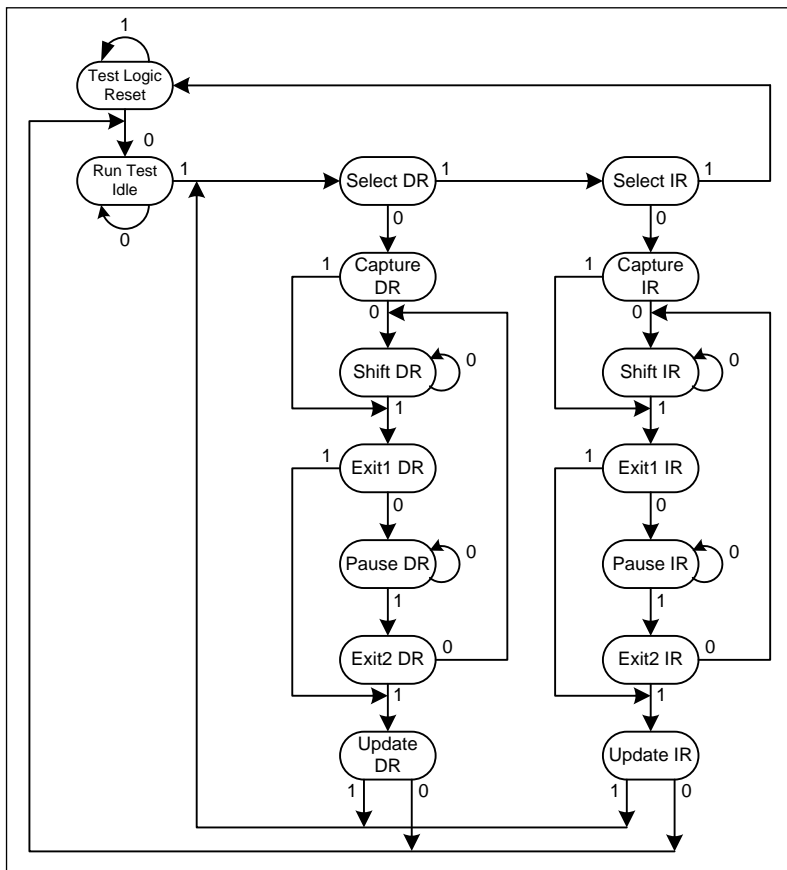 1
Test Logic
Reset
0
Run Test
Idle
1
0
Select DR
1
Select IR
1
0
0
1
Capture
DR
0
1
Capture
IR
0
Shift DR
0
Shift IR
0
1
1
1
Exit1 DR
1
Exit1 IR
0
0
Pause DR
0
Pause IR
0
1
1
Exit2 DR
0
Exit2 IR
0
1
1
Update
DR
Update IR
1
0
1
0